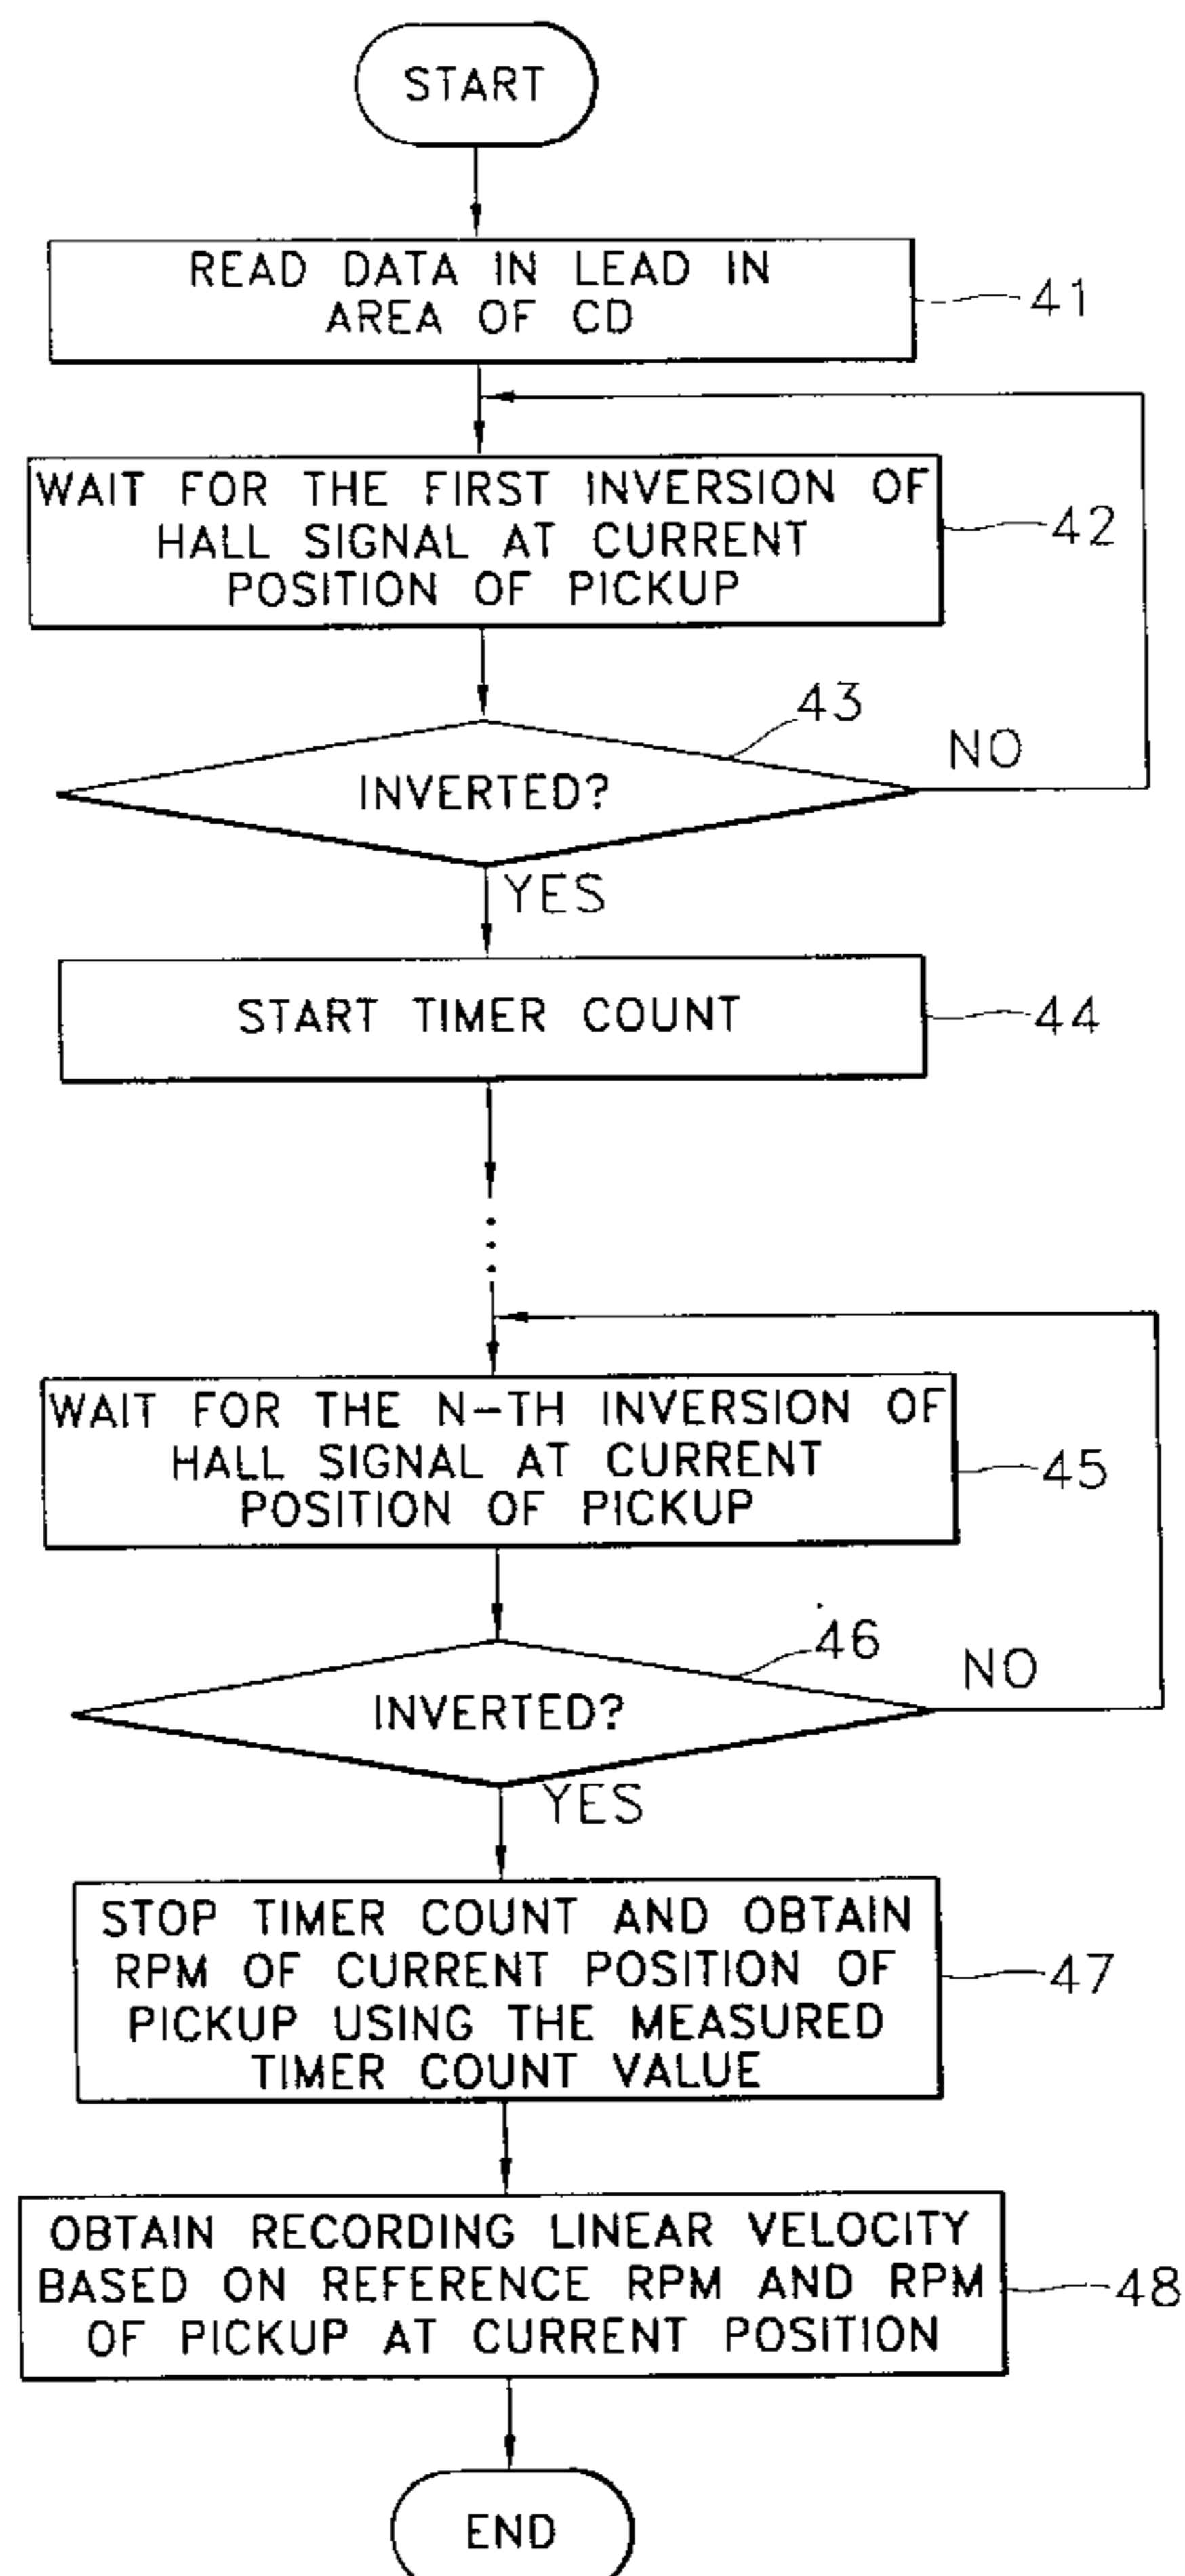 START
READ DATA IN LEAD IN
AREA OF CD
41
WAIT FOR THE FIRST INVERSION OF
HALL SIGNAL AT CURRENT
POSITION OF PICKUP
42
43
INVERTED?
NO
YES
START TIMER COUNT
44
WAIT FOR THE N-TH INVERSION OF
HALL SIGNAL AT CURRENT
POSITION OF PICKUP
45
46
INVERTED?
NO
YES
STOP TIMER COUNT AND OBTAIN
RPM OF CURRENT POSITION OF
PICKUP USING THE MEASURED
TIMER COUNT VALUE
47
OBTAIN RECORDING LINEAR VELOCITY
BASED ON REFERENCE RPM AND RPM
OF PICKUP AT CURRENT POSITION
48
END